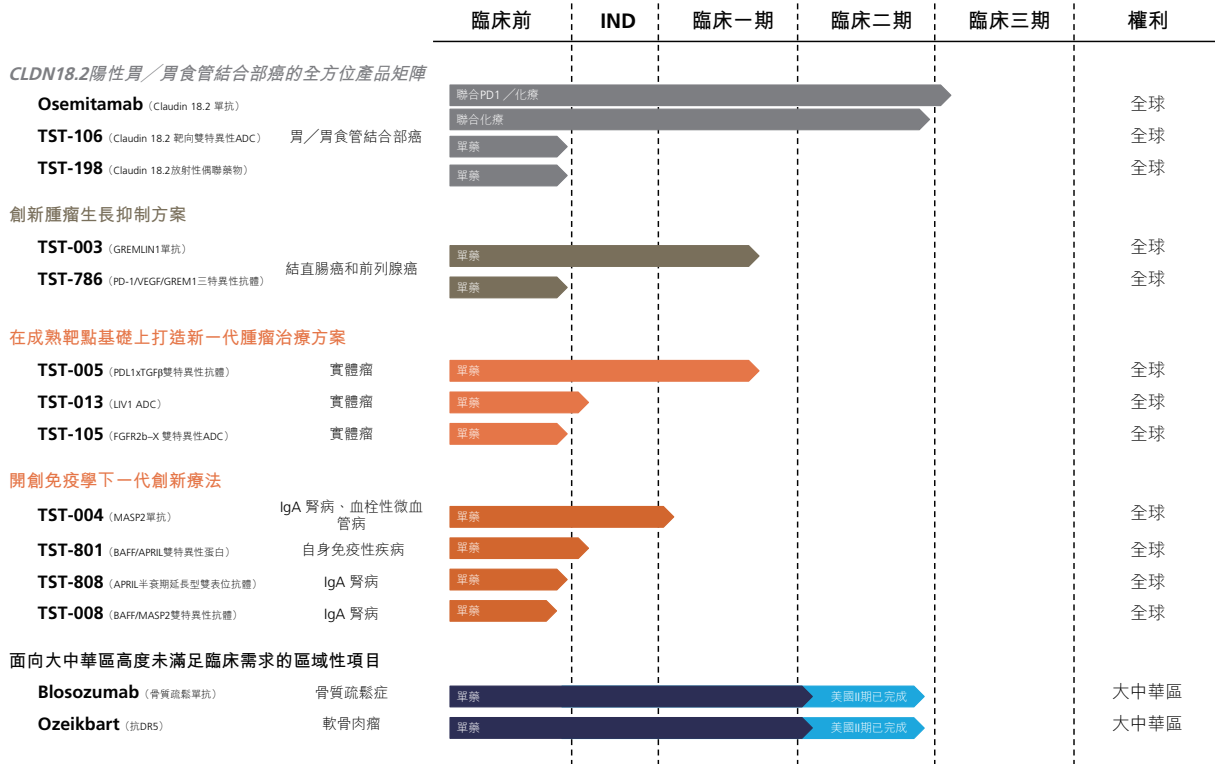 臨床前 IND 臨床一期 臨床二期 臨床三期 權利
CLDN18.2陽性胃╱胃食管結合部癌的全方位產品矩陣
聯合PD1 ╱化療
Osemitamab（Claudin 18.2 單抗） 全球
聯合化療
TST-106（Claudin 18.2 靶向雙特異性ADC） 胃╱胃食管結合部癌 單藥 全球
TST-198（Claudin 18.2放射性偶聯藥物） 單藥 全球
創新腫瘤生長抑制方案
TST-003（GREMLIN1單抗） 單藥 全球
結直腸癌和前列腺癌
TST-786（PD-1/VEGF/GREM1三特異性抗體） 單藥 全球
在成熟靶點基礎上打造新一代腫瘤治療方案
TST-005（PDL1xTGFβ雙特異性抗體） 實體瘤 單藥 全球
TST-013（LIV1 ADC） 實體瘤 單藥 全球
TST-105（FGFR2b–X 雙特異性ADC） 實體瘤 單藥 全球
開創免疫學下一代創新療法
TST-004（MASP2單抗） IgA 腎病、血栓性微血 單藥 全球
管病
TST-801（BAFF/APRIL雙特異性蛋白） 自身免疫性疾病 單藥 全球
TST-808（APRIL半衰期延長型雙表位抗體） IgA 腎病 單藥 全球
TST-008（BAFF/MASP2雙特異性抗體） IgA 腎病 單藥 全球
面向大中華區高度未滿足臨床需求的區域性項目
Blosozumab（骨質疏鬆單抗） 骨質疏鬆症 單藥 美國II期已完成 大中華區
Ozeikbart（抗DR5） 軟骨肉瘤 單藥 美國II期已完成 大中華區